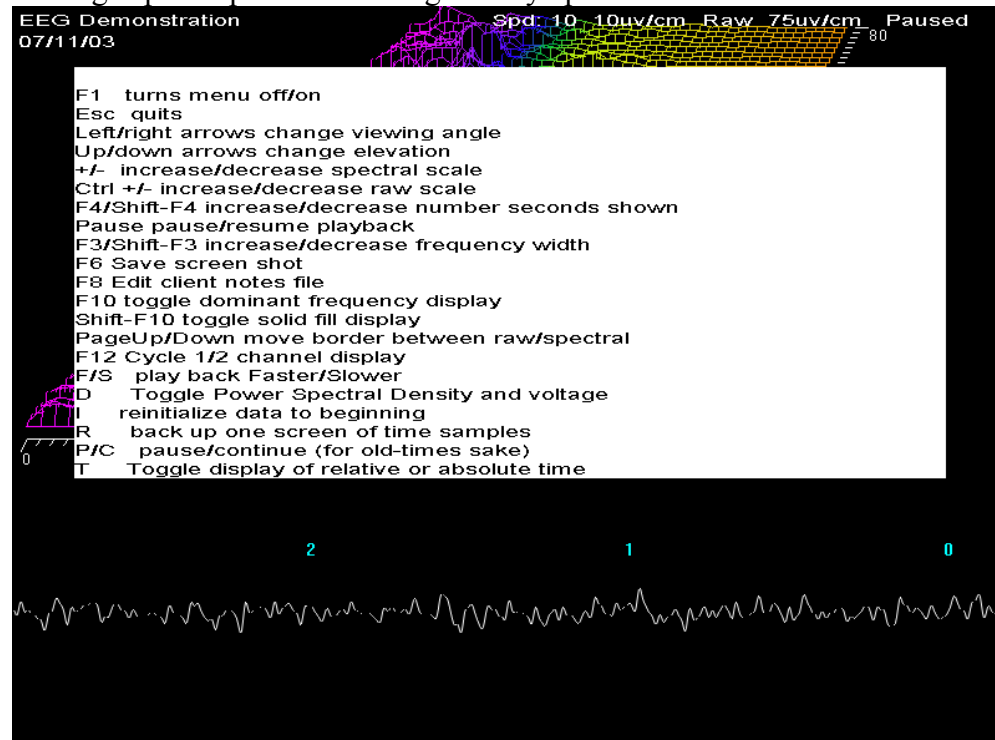 EEG Demonstration Spd: 10 10uv/cm Raw 75uv/cm Paused
07/11/03
80
F1 turns menu off/on
Esc quits
Left/right arrows change viewing angle
Up/down arrows change elevation
+/- increase/decrease spectral scale
Ctrl +/- increase/decrease raw scale
F4/Shift-F4 increase/decrease number seconds shown
Pause pause/resume playback
F3/Shift-F3 increase/decrease frequency width
F6 Save screen shot
F8 Edit client notes file
F10 toggle dominant frequency display
Shift-F10 toggle solid fill display
PageUp/Down move border between raw/spectral
F12 Cycle 1/2 channel display
F/S play back Faster/Slower
D Toggle Power Spectral Density and voltage
I reinitialize data to beginning
R back up one screen of time samples
P/C pause/continue (for old-times sake)
T Toggle display of relative or absolute time
0
2 1 0